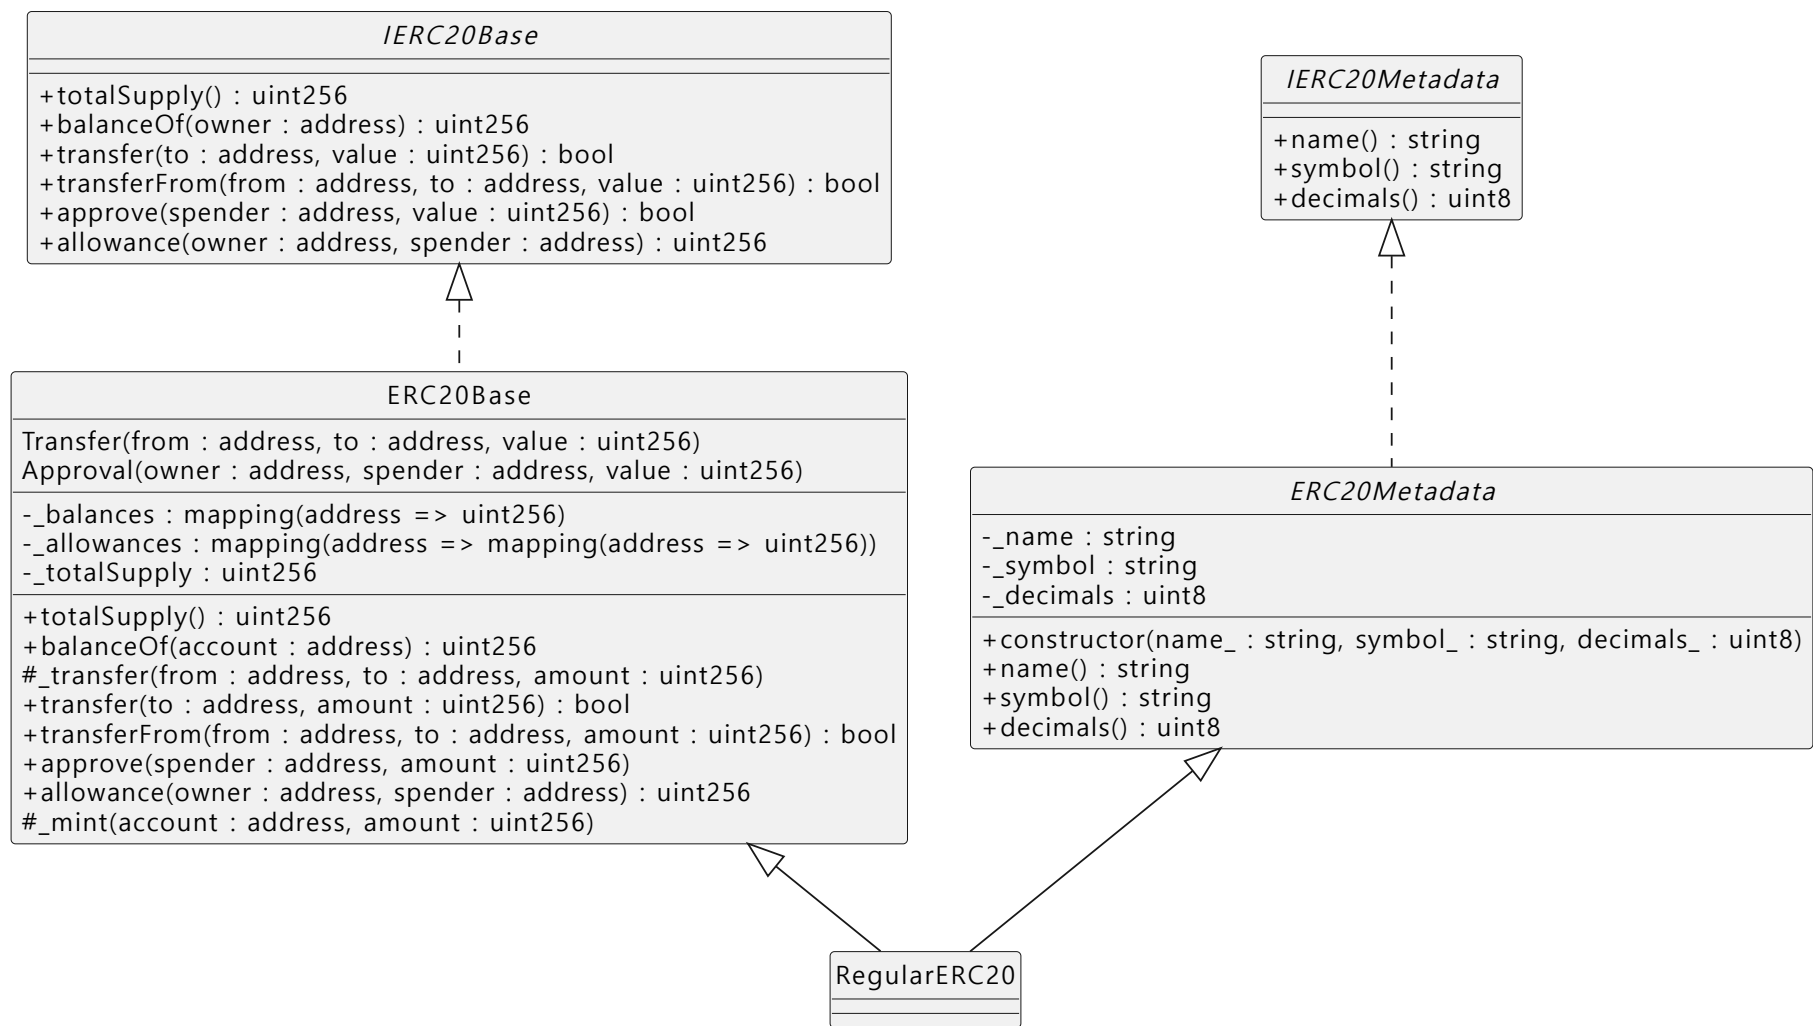 IERC20Base
+totalSupply() : uint256
+balanceOf(owner : address) : uint256
+transfer(to : address, value : uint256) : bool
+transferFrom(from : address, to : address, value : uint256) : bool
+approve(spender : address, value : uint256) : bool
+allowance(owner : address, spender : address) : uint256
IERC20Metadata
+name() : string
+symbol() : string
+decimals() : uint8
ERC20Base
Transfer(from : address, to : address, value : uint256)
Approval(owner : address, spender : address, value : uint256)
-_balances : mapping(address => uint256)
-_allowances : mapping(address => mapping(address => uint256))
-_totalSupply : uint256
+totalSupply() : uint256
+balanceOf(account : address) : uint256
#_transfer(from : address, to : address, amount : uint256)
+transfer(to : address, amount : uint256) : bool
+transferFrom(from : address, to : address, amount : uint256) : bool
+approve(spender : address, amount : uint256)
+allowance(owner : address, spender : address) : uint256
#_mint(account : address, amount : uint256)
ERC20Metadata
-_name : string
-_symbol : string
-_decimals : uint8
+constructor(name_ : string, symbol_ : string, decimals_ : uint8)
+name() : string
+symbol() : string
+decimals() : uint8
RegularERC20